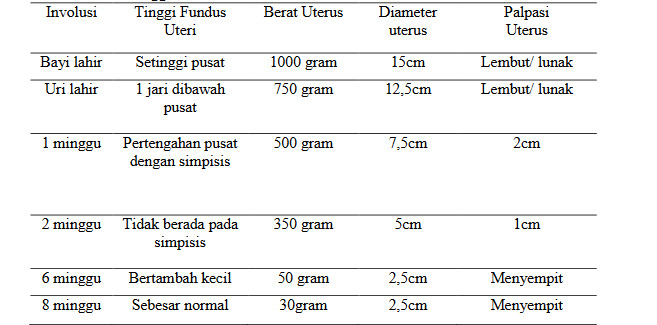 Involusi Tinggi Fundus Uteri Berat Uterus Diameter uterus Palpasi Uterus
Bayi lahir Setinggi pusat 1000 gram 15cm Lembut/ lunak
Uri lahir 1 jari dibawah pusat 750 gram 12,5cm Lembut/ lunak
1 minggu Pertengahan pusat dengan simpisis 500 gram 7,5cm 2cm
2 minggu Tidak berada pada simpisis 350 gram 5cm 1cm
6 minggu Bertambah kecil 50 gram 2,5cm Menyempit
8 minggu Sebesar normal 30gram 2,5cm Menyempit